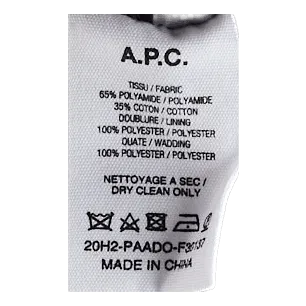 A.P.C.
TISSU / FABRIC
65% POLYAMIDE / POLYAMIDE
35% COTON / COTTON
DOUBLURE / LINING
100% POLYESTER / POLYESTER
OUATE / WADDING
100% POLYESTER / POLYESTER
NETTOYAGE A SEC /
DRY CLEAN ONLY
20H2-PAADO-F36137
MADE IN CHINA